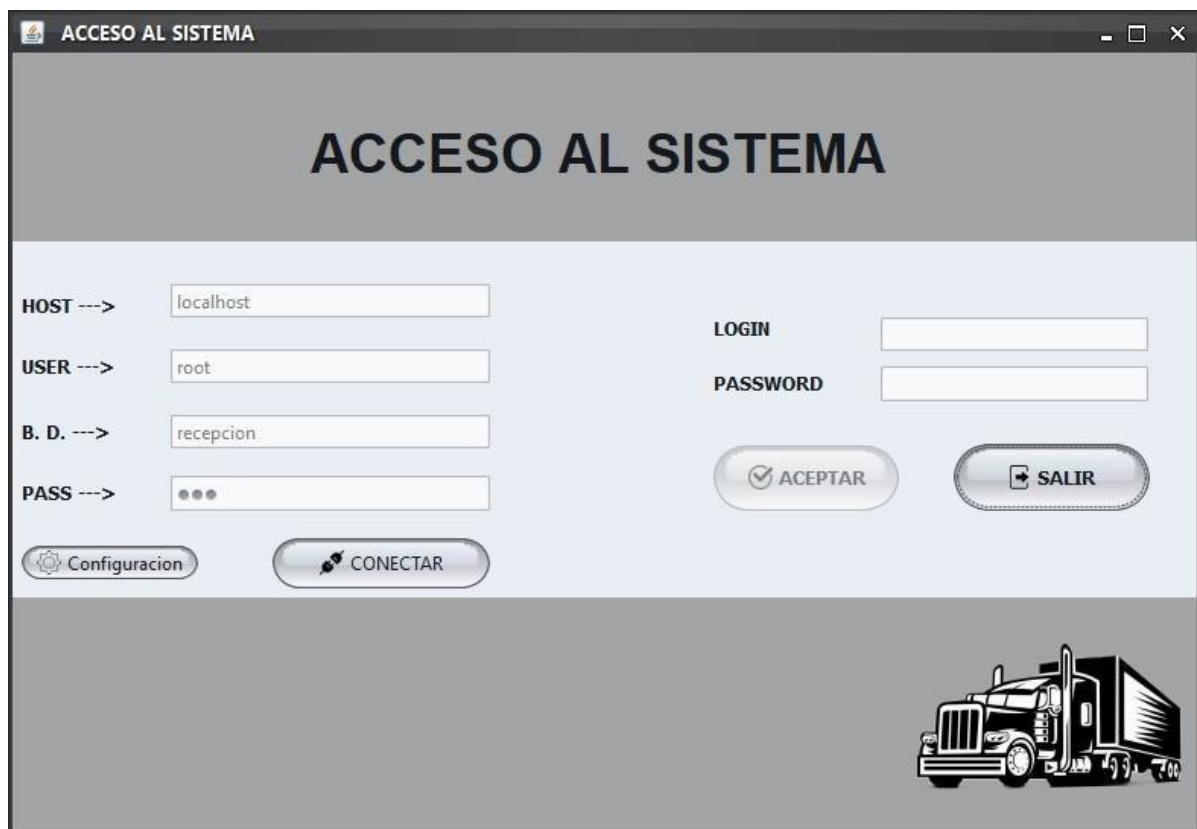 ACCESO AL SISTEMA
ACCESO AL SISTEMA
HOST --->
localhost
USER --->
root
B. D. --->
recepcion
PASS --->
●●●
Configuracion
CONECTAR
LOGIN
PASSWORD
ACEPTAR
SALIR